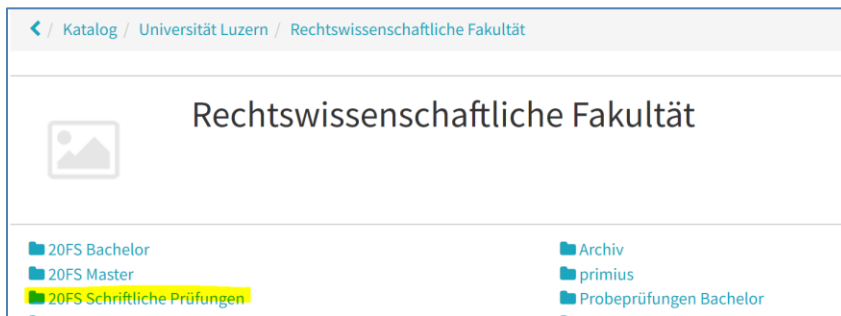 / Katalog / Universität Luzern / Rechtswissenschaftliche Fakultät
Rechtswissenschaftliche Fakultät
20FS Bachelor
20FS Master
20FS Schriftliche Prüfungen
Archiv
primius
Probeprüfungen Bachelor